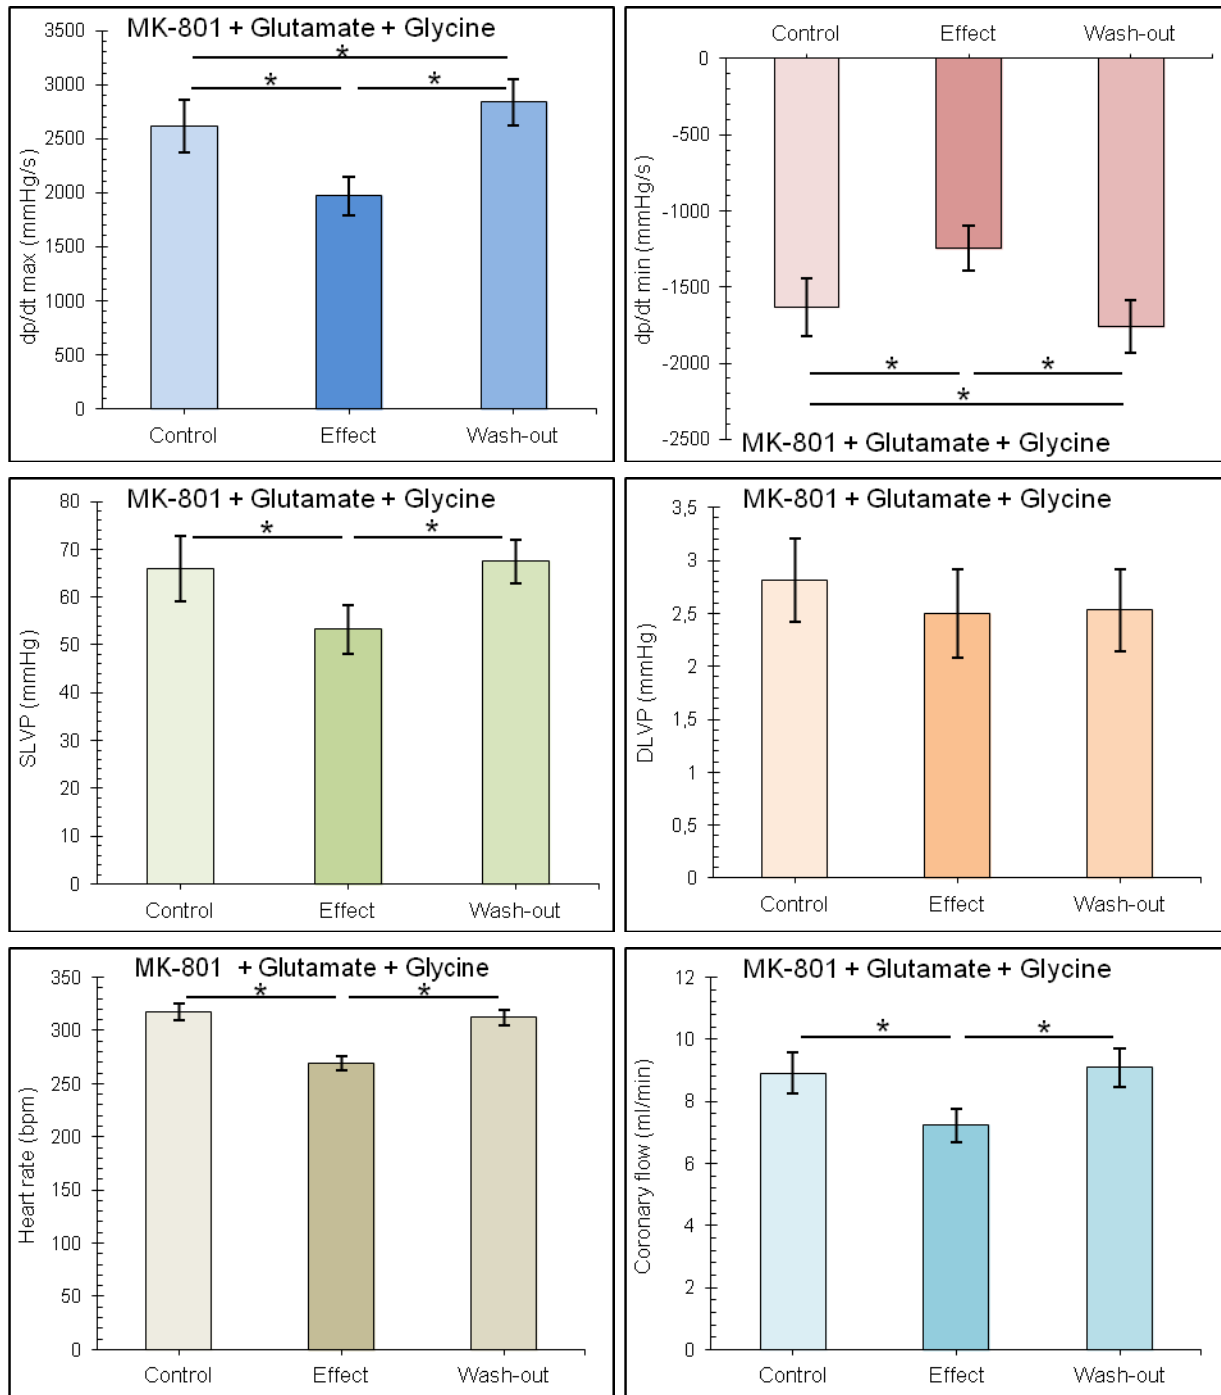 MK-801 + Glutamate + Glycine
dp/dt max (mmHg/s)
3500
3000
2500
2000
1500
1000
500
0
*
*
*
Control
Effect
Wash-out
Control
Effect
Wash-out
dp/dt min (mmHg/s)
0
-500
-1000
-1500
-2000
-2500
*
*
*
MK-801 + Glutamate + Glycine
MK-801 + Glutamate + Glycine
SLVP (mmHg)
80
70
60
50
40
30
20
10
0
*
*
Control
Effect
Wash-out
MK-801 + Glutamate + Glycine
DLVP (mmHg)
3,5
3
2,5
2
1,5
1
0,5
0
Control
Effect
Wash-out
MK-801 + Glutamate + Glycine
Heart rate (bpm)
350
300
250
200
150
100
50
0
*
*
Control
Effect
Wash-out
MK-801 + Glutamate + Glycine
Coronary flow (ml/min)
12
10
8
6
4
2
0
*
*
Control
Effect
Wash-out